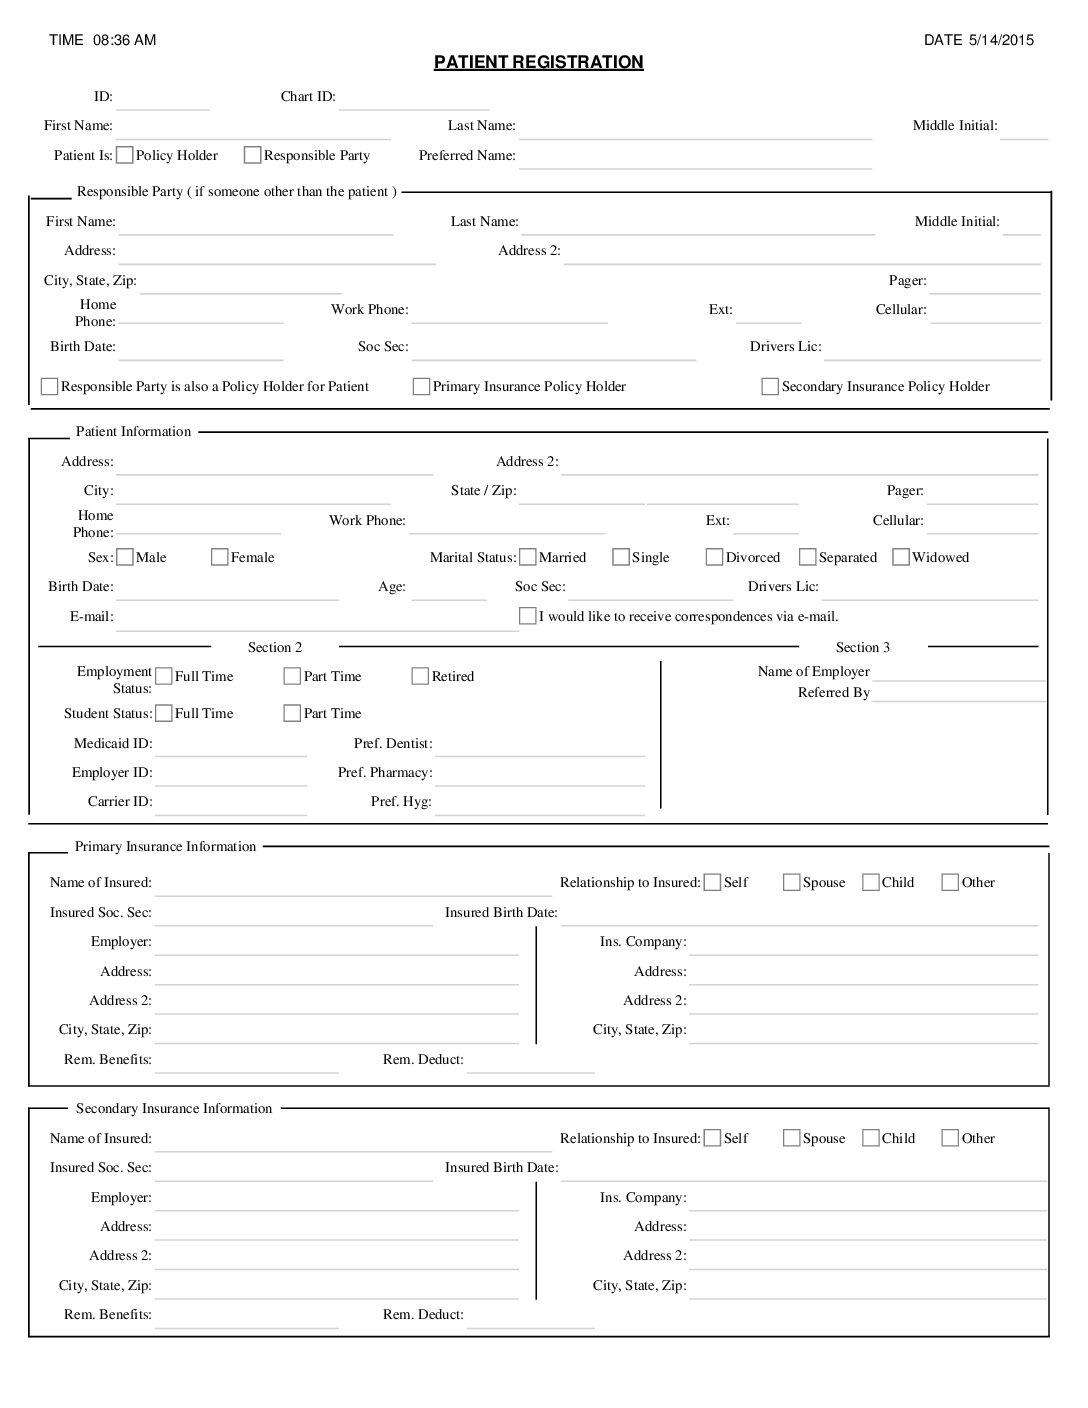 TIME 08:36 AM DATE 5/14/2015
PATIENT REGISTRATION
ID: Chart ID:
First Name: Last Name: Middle Initial:
Patient Is: Policy Holder Responsible Party Preferred Name:
Responsible Party ( if someone other than the patient )
First Name: Last Name: Middle Initial:
Address: Address 2:
City, State, Zip: Pager:
Home Phone: Work Phone: Ext: Cellular:
Birth Date: Soc Sec: Drivers Lic:
Responsible Party is also a Policy Holder for Patient Primary Insurance Policy Holder Secondary Insurance Policy Holder
Patient Information
Address: Address 2:
City: State / Zip: Pager:
Home Phone: Work Phone: Ext: Cellular:
Sex: Male Female Marital Status: Married Single Divorced Separated Widowed
Birth Date: Age: Soc Sec: Drivers Lic:
E-mail: I would like to receive correspondences via e-mail.
Section 2 Section 3
Employment Status: Full Time Part Time Retired Name of Employer
Referred By
Student Status: Full Time Part Time
Medicaid ID: Pref. Dentist:
Employer ID: Pref. Pharmacy:
Carrier ID: Pref. Hyg:
Primary Insurance Information
Name of Insured: Relationship to Insured: Self Spouse Child Other
Insured Soc. Sec: Insured Birth Date:
Employer: Ins. Company:
Address: Address:
Address 2: Address 2:
City, State, Zip: City, State, Zip:
Rem. Benefits: Rem. Deduct:
Secondary Insurance Information
Name of Insured: Relationship to Insured: Self Spouse Child Other
Insured Soc. Sec: Insured Birth Date:
Employer: Ins. Company:
Address: Address:
Address 2: Address 2:
City, State, Zip: City, State, Zip:
Rem. Benefits: Rem. Deduct: